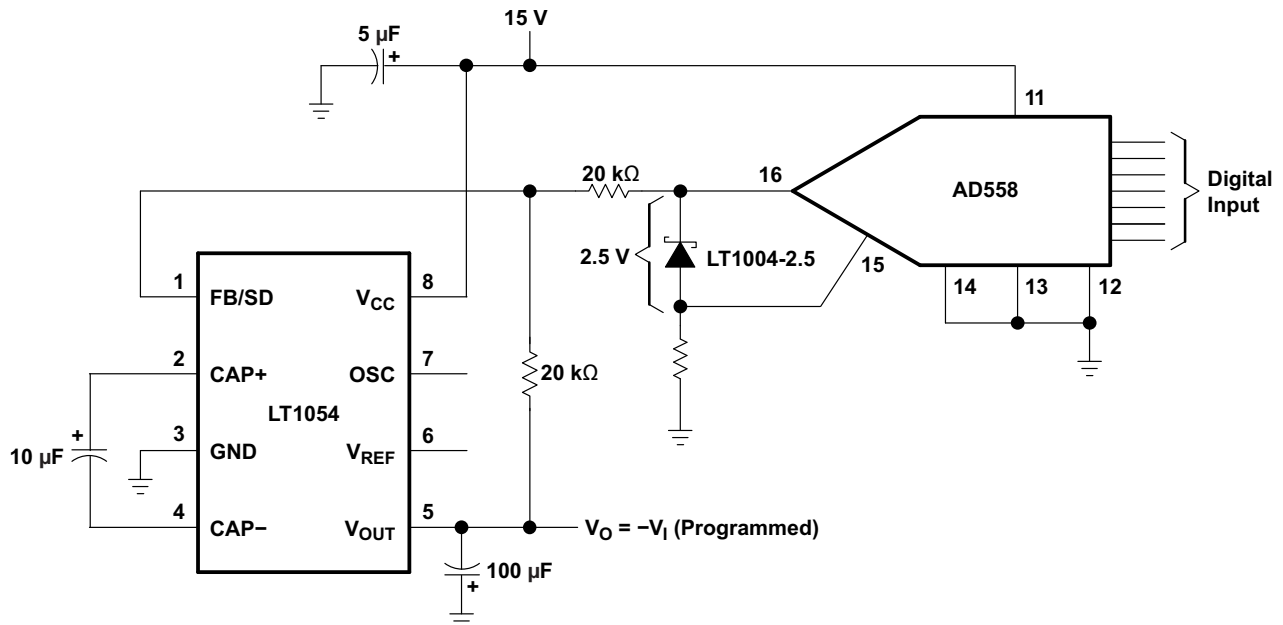 15 V
5 µF
+
11
20 kΩ
16
AD558
Digital
Input
2.5 V
LT1004-2.5
15
14
13
12
1
FB/SD
VCC
8
2
CAP+
OSC
7
20 kΩ
LT1054
+
10 µF
3
GND
VREF
6
4
CAP−
VOUT
5
VO = −VI (Programmed)
100 µF
+